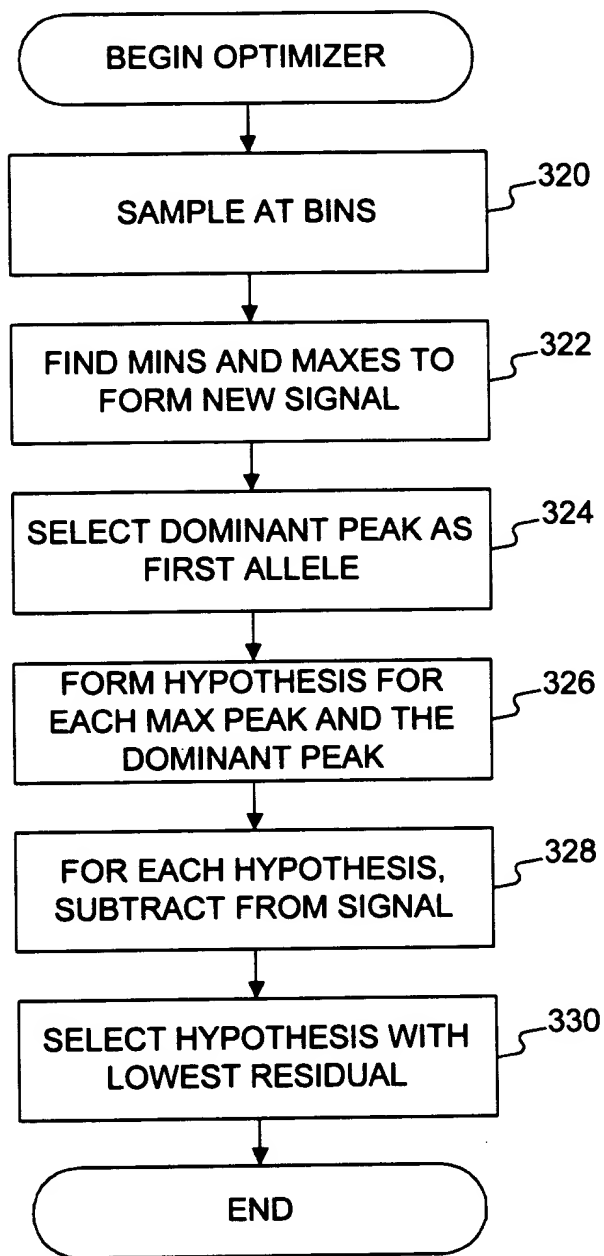 BEGIN OPTIMIZER
320
SAMPLE AT BINS
322
FIND MINS AND MAXES TO
FORM NEW SIGNAL
324
SELECT DOMINANT PEAK AS
FIRST ALLELE
326
FORM HYPOTHESIS FOR
EACH MAX PEAK AND THE
DOMINANT PEAK
328
FOR EACH HYPOTHESIS,
SUBTRACT FROM SIGNAL
330
SELECT HYPOTHESIS WITH
LOWEST RESIDUAL
END